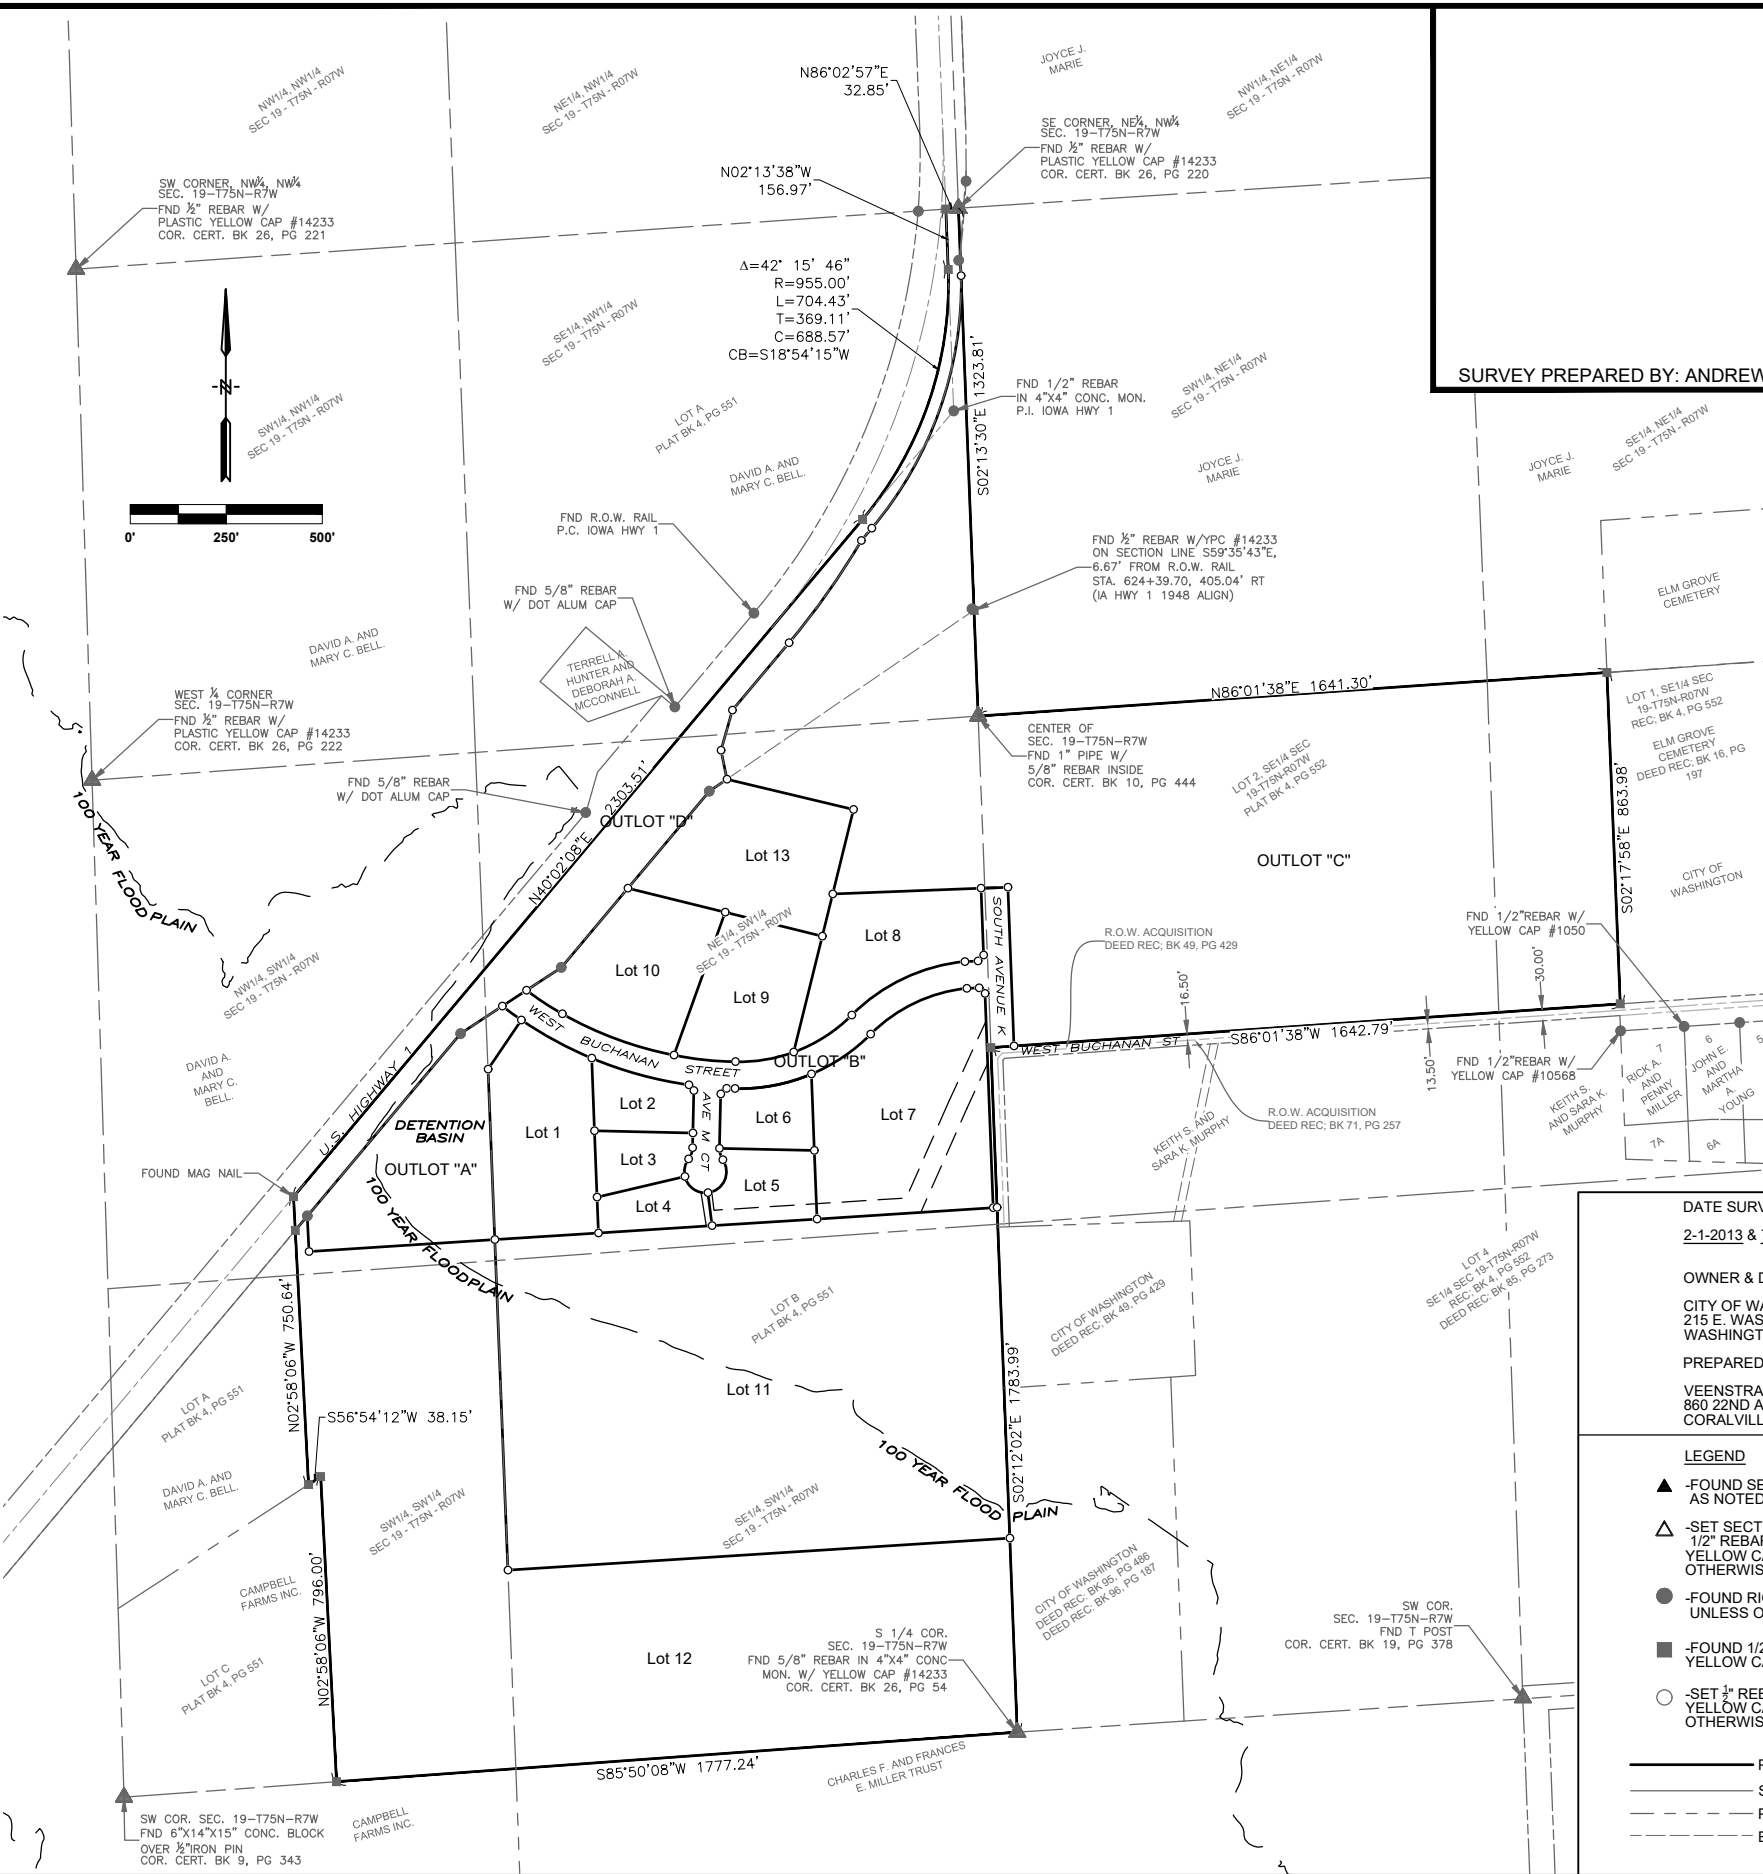 NW1/4, NW1/4
SEC 19 - T75N - R07W
NE1/4, NW1/4
SEC 19 - T75N - R07W
N86°02'57"E
32.85'
JOYCE J.
MARIE
NW1/4, NE1/4
SEC 19 - T75N - R07W
SE CORNER, NE¼, NW¼
SEC. 19-T75N-R7W
FND ½" REBAR W/
PLASTIC YELLOW CAP #14233
COR. CERT. BK 26, PG 220
N02°13'38"W
156.97'
SW CORNER, NW¼, NW¼
SEC. 19-T75N-R7W
FND ½" REBAR W/
PLASTIC YELLOW CAP #14233
COR. CERT. BK 26, PG 221
Δ=42° 15' 46"
R=955.00'
L=704.43'
T=369.11'
C=688.57'
CB=S18°54'15"W
-N-
0'
250'
500'
SE1/4, NW1/4
SEC 19 - T75N - R07W
SW1/4, NW1/4
SEC 19 - T75N - R07W
LOT A
PLAT BK 4, PG 551
DAVID A. AND
MARY C. BELL.
S02°13'30"E 1323.81'
FND 1/2" REBAR
IN 4"X4" CONC. MON.
P.I. IOWA HWY 1
SW1/4, NE1/4
SEC 19 - T75N - R07W
SURVEY PREPARED BY: ANDREW
JOYCE J.
MARIE
JOYCE J.
MARIE
SE1/4, NE1/4
SEC 19 - T75N - R07W
FND R.O.W. RAIL
P.C. IOWA HWY 1
FND 5/8" REBAR
W/ DOT ALUM CAP
FND ½" REBAR W/YPC #14233
ON SECTION LINE S59°35'43"E,
6.67' FROM R.O.W. RAIL
STA. 624+39.70, 405.04' RT
(IA HWY 1 1948 ALIGN)
ELM GROVE
CEMETERY
DAVID A. AND
MARY C. BELL.
TERRELL A.
HUNTER AND
DEBORAH A.
MCCONNELL
WEST ¼ CORNER
SEC. 19-T75N-R7W
FND ½" REBAR W/
PLASTIC YELLOW CAP #14233
COR. CERT. BK 26, PG 222
N86°01'38"E 1641.30'
CENTER OF
SEC. 19-T75N-R7W
FND 1" PIPE W/
5/8" REBAR INSIDE
COR. CERT. BK 10, PG 444
LOT 2, SE1/4 SEC
19-T75N-R07W
PLAT BK 4, PG 552
LOT 1, SE1/4 SEC
19-T75N-R07W
REC; BK 4, PG 552
ELM GROVE
CEMETERY
DEED REC; BK 16, PG
197
S02°17'58"E 863.98'
FND 5/8" REBAR
W/ DOT ALUM CAP
100 YEAR FLOOD PLAIN
OUTLOT "D"
N40°02'08"E 2303.51'
Lot 13
OUTLOT "C"
CITY OF
WASHINGTON
NE1/4, SW1/4
SEC 19 - T75N - R07W
NW1/4, SW1/4
SEC 19 - T75N - R07W
Lot 8
SOUTH AVENUE K
R.O.W. ACQUISITION
DEED REC; BK 49, PG 429
FND 1/2"REBAR W/
YELLOW CAP #1050
Lot 10
Lot 9
16.50'
30.00'
WEST BUCHANAN STREET
OUTLOT "B"
WEST BUCHANAN ST
S86°01'38"W 1642.79'
13.50'
FND 1/2"REBAR W/
YELLOW CAP #10568
DAVID A.
AND
MARY C.
BELL.
U.S. HIGHWAY 1
DETENTION
BASIN
OUTLOT "A"
Lot 1
Lot 2
Lot 3
Lot 4
AVE M CT
Lot 6
Lot 5
Lot 7
KEITH S. AND
SARA K. MURPHY
R.O.W. ACQUISITION
DEED REC; BK 71, PG 257
KEITH S.
AND SARA K.
MURPHY
7
RICK A.
AND
PENNY
MILLER
7A
6
JOHN E.
AND
MARTHA
A.
YOUNG
6A
5
FOUND MAG NAIL
100 YEAR FLOODPLAIN
N02°58'06"W 750.64'
LOT B
PLAT BK 4, PG 551
CITY OF WASHINGTON
DEED REC; BK 49, PG 429
LOT 4
SE1/4 SEC 19-T75N-R07W
REC; BK 4, PG 552
DEED REC: BK 85, PG 273
DATE SURV
2-1-2013 &
OWNER & D
CITY OF WA
215 E. WAS
WASHINGT
PREPARED
VEENSTRA
860 22ND A
CORALVILL
Lot 11
S02°12'02"E 1783.99'
LOT A
PLAT BK 4, PG 551
S56°54'12"W 38.15'
DAVID A. AND
MARY C. BELL.
SW1/4, SW1/4
SEC 19 - T75N - R07W
SE1/4, SW1/4
SEC 19 - T75N - R07W
100 YEAR FLOOD PLAIN
LEGEND
-FOUND SE
AS NOTED
-SET SECT
1/2" REBAR
YELLOW CA
OTHERWIS
-FOUND RI
UNLESS O
-FOUND 1/2
YELLOW CA
-SET ½" REB
YELLOW CA
OTHERWIS
CAMPBELL
FARMS INC.
N02°58'06"W 796.00'
CITY OF WASHINGTON
DEED REC: BK 95, PG 486
DEED REC: BK 96, PG 187
SW COR.
SEC. 19-T75N-R7W
FND T POST
COR. CERT. BK 19, PG 378
LOT C
PLAT BK 4, PG 551
Lot 12
S 1/4 COR.
SEC. 19-T75N-R7W
FND 5/8" REBAR IN 4"X4" CONC
MON. W/ YELLOW CAP #14233
COR. CERT. BK 26, PG 54
S85°50'08"W 1777.24'
CHARLES F. AND FRANCES
E. MILLER TRUST
SW COR. SEC. 19-T75N-R7W
FND 6"X14"X15" CONC. BLOCK
OVER ½"IRON PIN
COR. CERT. BK 9, PG 343
CAMPBELL
FARMS INC.